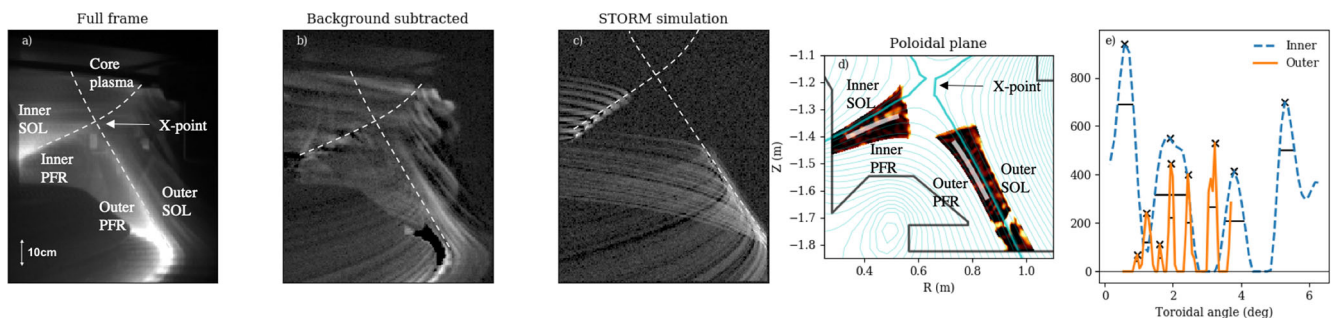 Full frame
a)
Core
plasma
Inner
SOL
X-point
Inner
PFR
Outer
SOL
Outer
PFR
10cm
Background subtracted
b)
STORM simulation
c)
Poloidal plane
d)
Inner
SOL
X-point
Inner
PFR
Outer
PFR
Outer
SOL
Z (m)
−1.1
−1.2
−1.3
−1.4
−1.5
−1.6
−1.7
−1.8
0.4 0.6 0.8 1.0
R (m)
e)
Inner
Outer
800
600
400
200
0
0 2 4 6
Toroidal angle (deg)